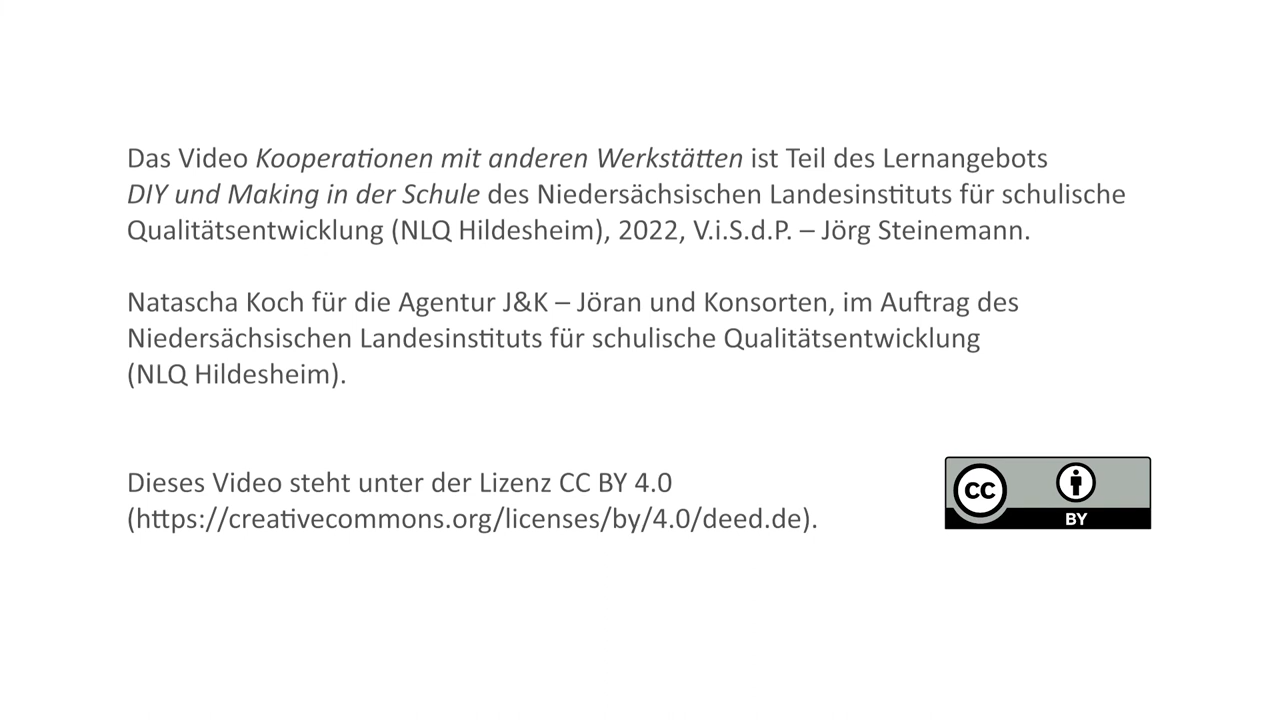 Das Video Kooperationen mit anderen Werkstätten ist Teil des Lernangebots
DIY und Making in der Schule des Niedersächsischen Landesinstituts für schulische
Qualitätsentwicklung (NLQ Hildesheim), 2022, V.i.S.d.P. – Jörg Steinemann.
Natascha Koch für die Agentur J&K – Jöran und Konsorten, im Auftrag des
Niedersächsischen Landesinstituts für schulische Qualitätsentwicklung
(NLQ Hildesheim).
Dieses Video steht unter der Lizenz CC BY 4.0
(https://creativecommons.org/licenses/by/4.0/deed.de).
CC
BY